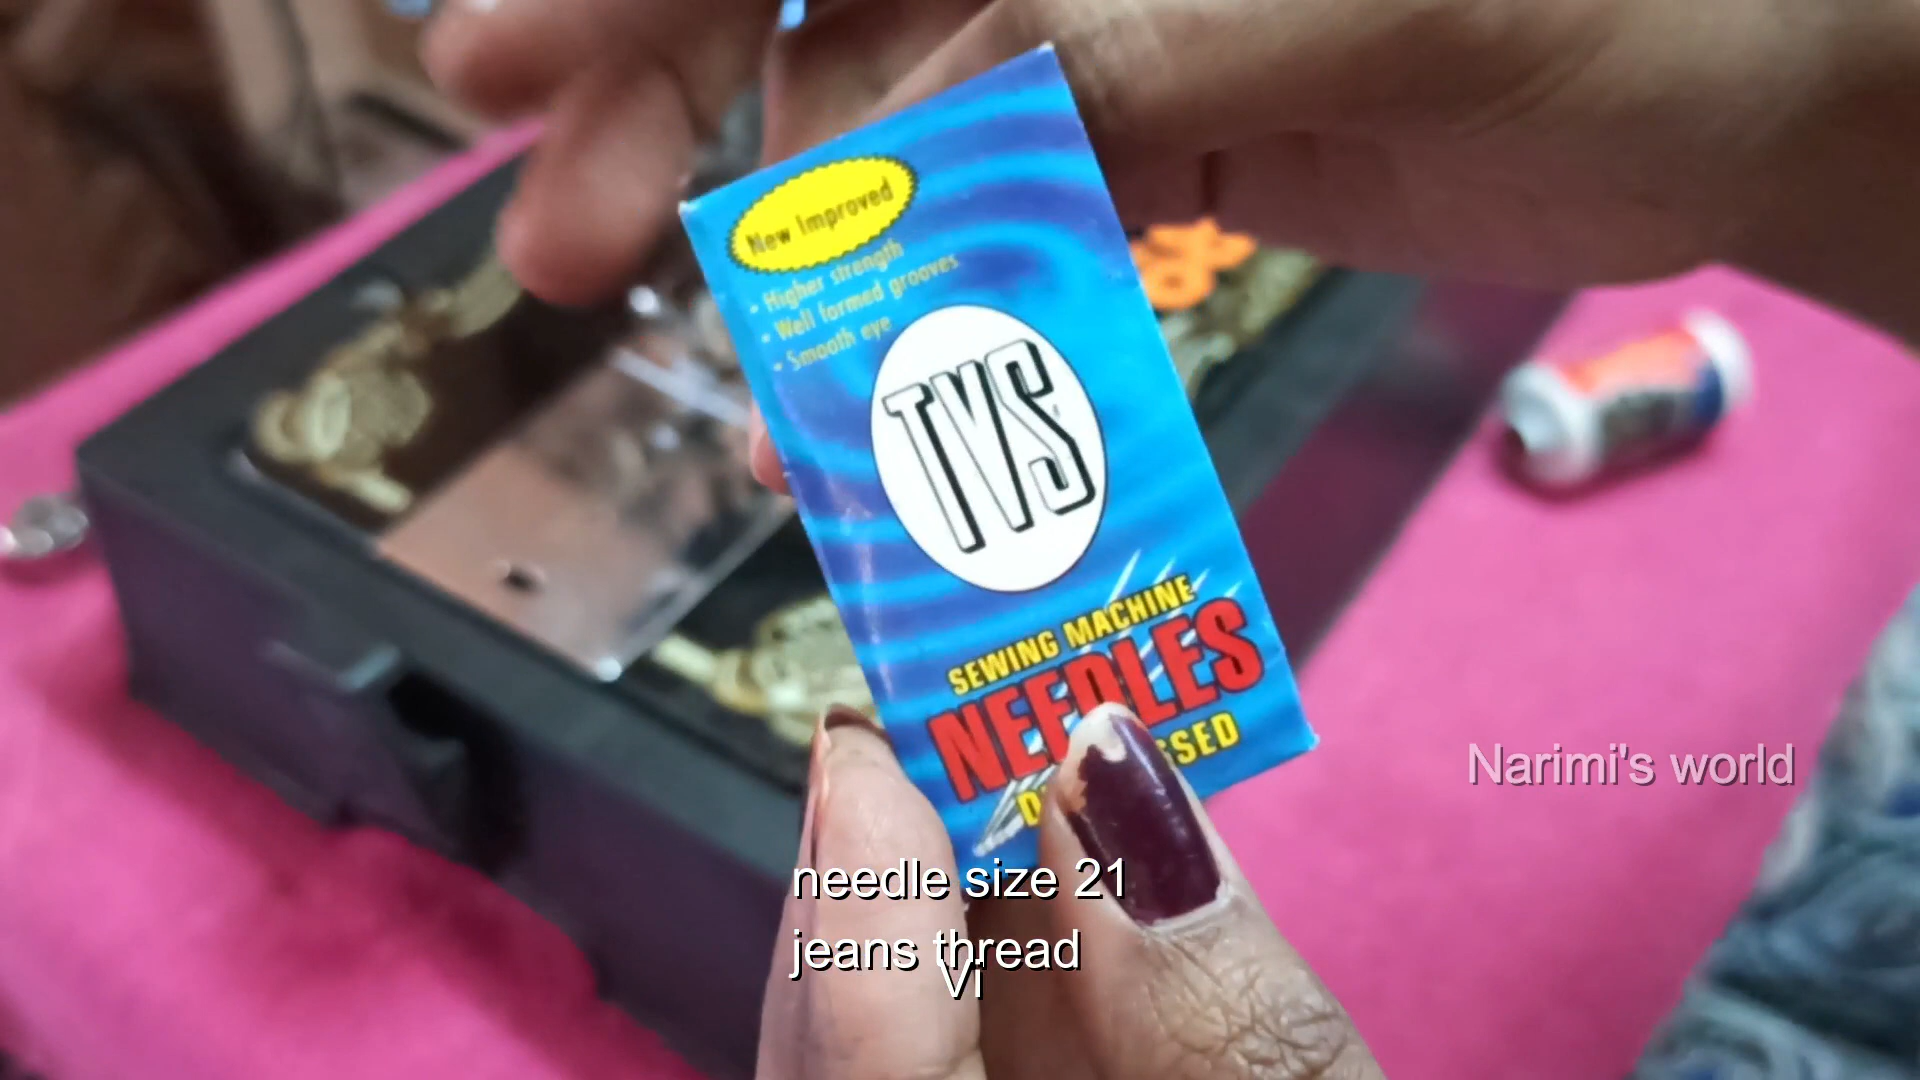 New Improved
- Higher strength
- Well formed grooves
- Smooth eye
TVS
SEWING MACHINE
NEEDLES
Narimi's world
needle size 21
jeans thread
Vi